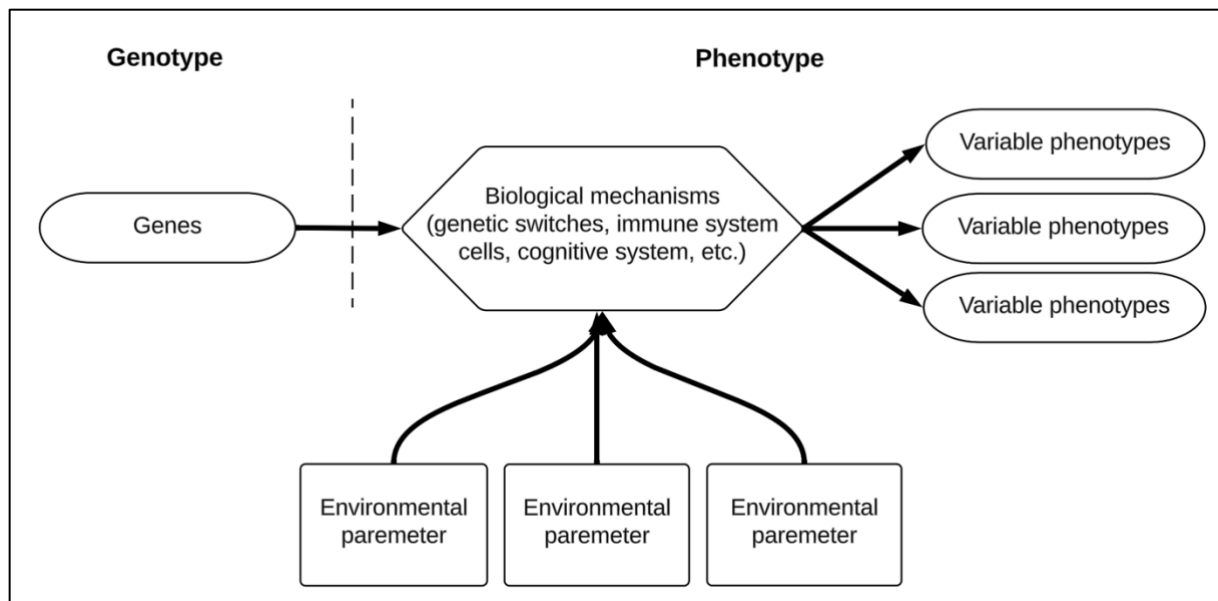 Genotype
Phenotype
Genes
Biological mechanisms
(genetic switches, immune system
cells, cognitive system, etc.)
Variable phenotypes
Variable phenotypes
Variable phenotypes
Environmental
paremeter
Environmental
paremeter
Environmental
paremeter